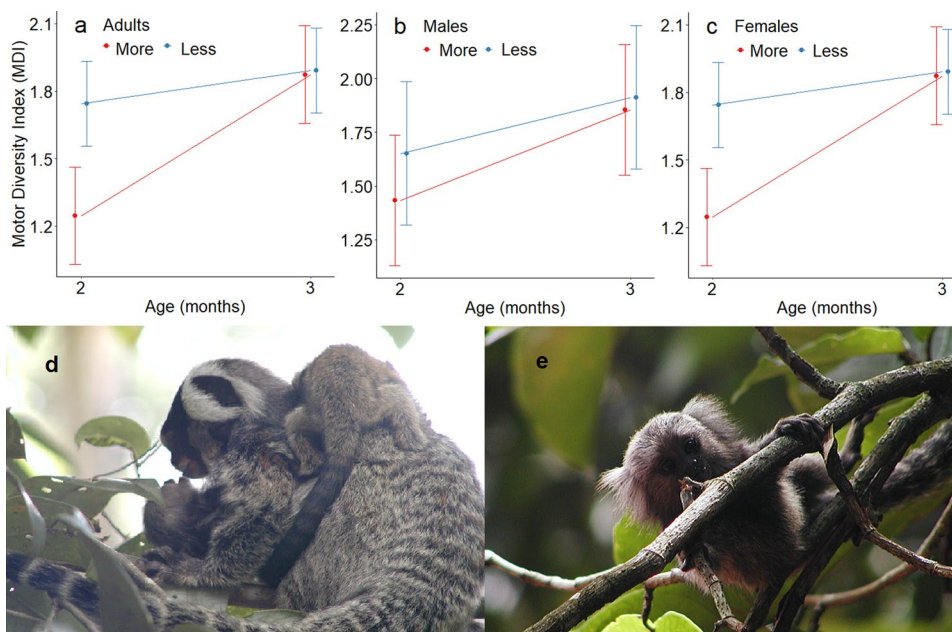 a Adults
More Less
Motor Diversity Index (MDI)
2.1
1.8
1.5
1.2
2 3
Age (months)
b Males
More Less
2.25
2.00
1.75
1.50
1.25
2 3
Age (months)
c Females
More Less
2.1
1.8
1.5
1.2
2 3
Age (months)
d
e